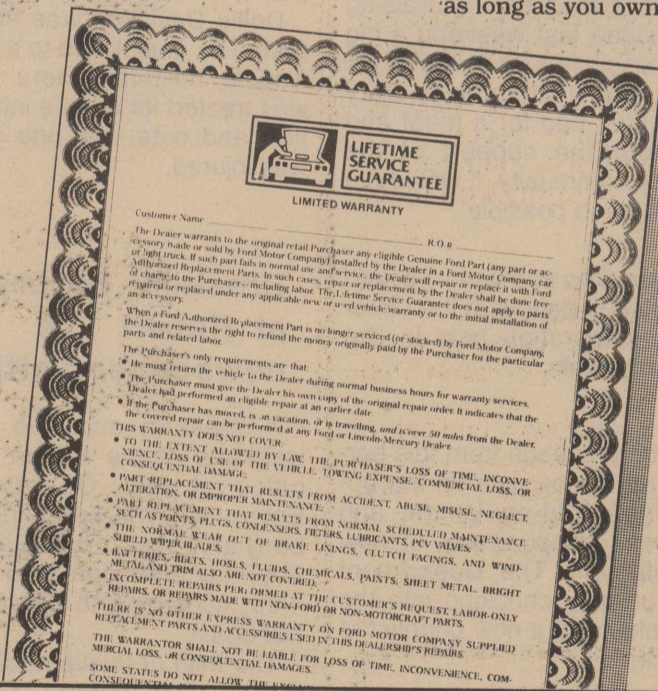 as long as you own
LIFETIME
SERVICE
GUARANTEE
LIMITED WARRANTY
Customer Name R.O.#
The Dealer warrants to the original retail Purchaser any eligible Genuine Ford Part (any part or ac-
cessory made or sold by Ford Motor Company) installed by the Dealer in a Ford Motor Company car
or light truck. If such part fails in normal use and service, the Dealer will repair or replace it with Ford
Authorized Replacement Parts. In such cases, repair or replacement by the Dealer shall be done free
of charge to the Purchaser—including labor. The Lifetime Service Guarantee does not apply to parts
repaired or replaced under any applicable new or used vehicle warranty or to the initial installation of
an accessory.
When a Ford Authorized Replacement Part is no longer serviced (or stocked) by Ford Motor Company,
the Dealer reserves the right to refund the money originally paid by the Purchaser for the particular
parts and related labor.
The Purchaser's only requirements are that:
• He must return the vehicle to the Dealer during normal business hours for warranty services.
• The Purchaser must give the Dealer his own copy of the original repair order. It indicates that the
Dealer had performed an eligible repair at an earlier date.
• If the Purchaser has moved, is on vacation, or is travelling, and is over 50 miles from the Dealer,
the covered repair can be performed at any Ford or Lincoln-Mercury Dealer.
THIS WARRANTY DOES NOT COVER:
• TO THE EXTENT ALLOWED BY LAW, THE PURCHASER'S LOSS OF TIME, INCONVE-
NIENCE, LOSS OF USE OF THE VEHICLE, TOWING EXPENSE, COMMERCIAL LOSS, OR
CONSEQUENTIAL DAMAGE.
• PART REPLACEMENT THAT RESULTS FROM ACCIDENT, ABUSE, MISUSE, NEGLECT,
ALTERATION, OR IMPROPER MAINTENANCE.
• PART REPLACEMENT THAT RESULTS FROM NORMAL SCHEDULED MAINTENANCE
SUCH AS POINTS, PLUGS, CONDENSERS, FILTERS, LUBRICANTS, PCV VALVES.
• THE NORMAL WEAR OUT OF BRAKE LININGS, CLUTCH FACINGS, AND WIND-
SHIELD WIPER BLADES.
• BATTERIES, BELTS, HOSES, FLUIDS, CHEMICALS, PAINTS, SHEET METAL, BRIGHT
METAL AND TRIM ALSO ARE NOT COVERED.
• INCOMPLETE REPAIRS PERFORMED AT THE CUSTOMER'S REQUEST, LABOR-ONLY
REPAIRS, OR REPAIRS MADE WITH NON-FORD OR NON-MOTORCRAFT PARTS.
THERE IS NO OTHER EXPRESS WARRANTY ON FORD MOTOR COMPANY SUPPLIED
REPLACEMENT PARTS AND ACCESSORIES USED IN THIS DEALERSHIP'S REPAIRS.
THE WARRANTOR SHALL NOT BE LIABLE FOR LOSS OF TIME, INCONVENIENCE, COM-
MERCIAL LOSS, OR CONSEQUENTIAL DAMAGES.
SOME STATES DO NOT ALLOW THE
CONSEQUENTIAL